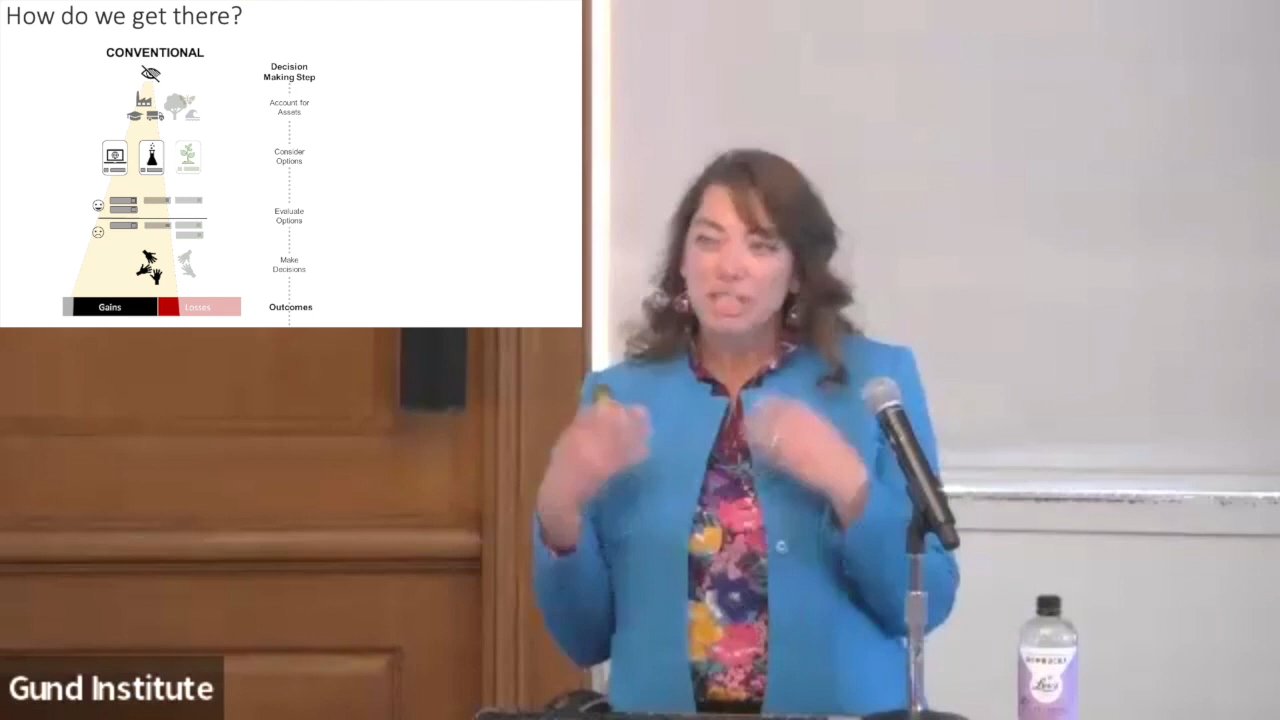 How do we get there?
CONVENTIONAL
Decision
Making Step
Account for
Assets
Consider
Options
Evaluate
Options
Make
Decisions
Gains
Losses
Outcomes
Gund Institute